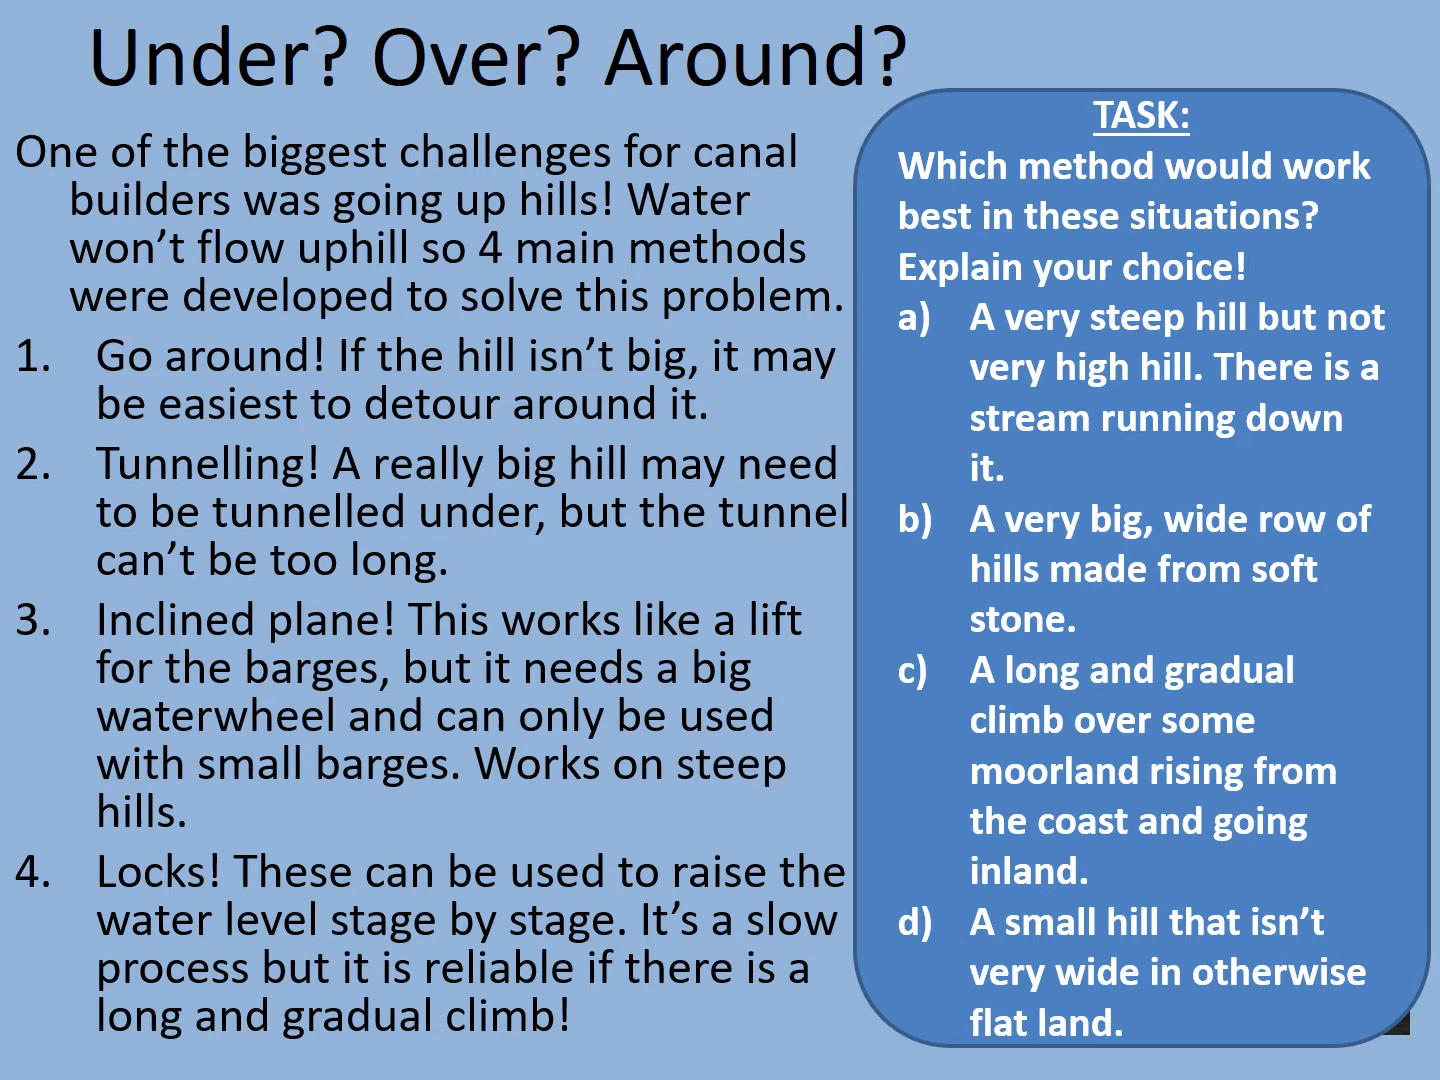 Under? Over? Around?
One of the biggest challenges for canal
builders was going up hills! Water
won’t flow uphill so 4 main methods
were developed to solve this problem.
1. Go around! If the hill isn’t big, it may
be easiest to detour around it.
2. Tunnelling! A really big hill may need
to be tunnelled under, but the tunnel
can’t be too long.
3. Inclined plane! This works like a lift
for the barges, but it needs a big
waterwheel and can only be used
with small barges. Works on steep
hills.
4. Locks! These can be used to raise the
water level stage by stage. It’s a slow
process but it is reliable if there is a
long and gradual climb!
TASK:
Which method would work
best in these situations?
Explain your choice!
a) A very steep hill but not
very high hill. There is a
stream running down
it.
b) A very big, wide row of
hills made from soft
stone.
c) A long and gradual
climb over some
moorland rising from
the coast and going
inland.
d) A small hill that isn’t
very wide in otherwise
flat land.